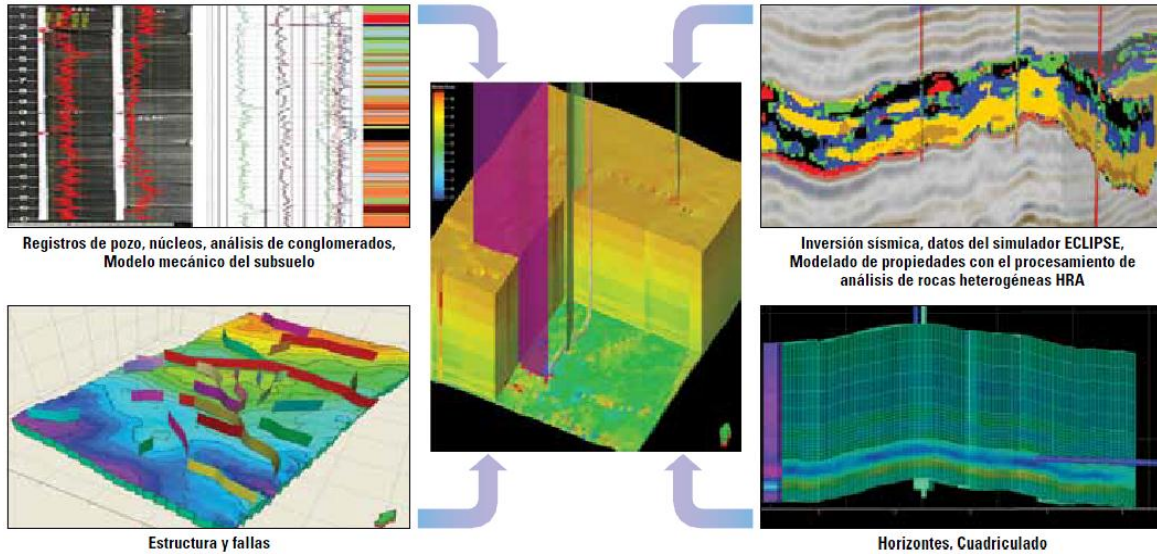 Registros de pozo, núcleos, análisis de conglomerados,
Modelo mecánico del subsuelo
Inversión sísmica, datos del simulador ECLIPSE,
Modelado de propiedades con el procesamiento de
análisis de rocas heterogéneas HRA
Estructura y fallas
Horizontes, Cuadriculado